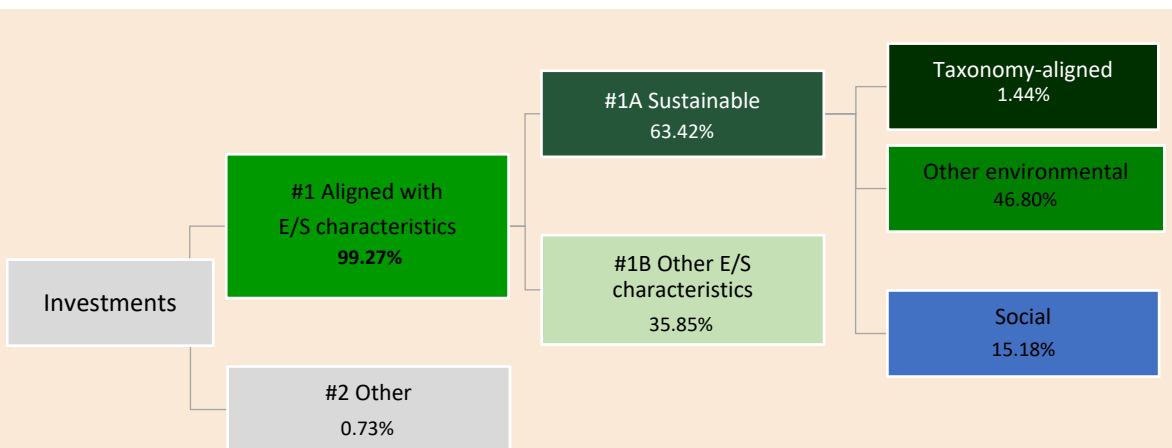 Investments
#1 Aligned with
E/S characteristics
99.27%
#2 Other
0.73%
#1A Sustainable
63.42%
#1B Other E/S
characteristics
35.85%
Taxonomy-aligned
1.44%
Other environmental
46.80%
Social
15.18%